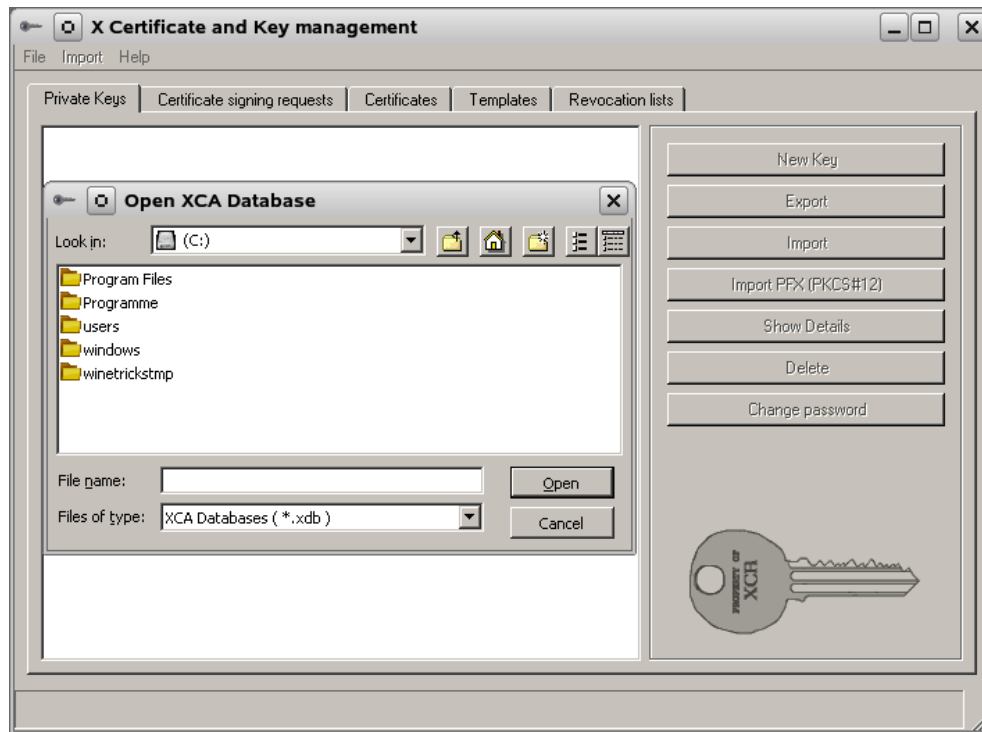 X Certificate and Key management
File Import Help
Private Keys Certificate signing requests Certificates Templates Revocation lists
New Key
Export
Import
Import PFX (PKCS#12)
Show Details
Delete
Change password
Open XCA Database
Look in: (C:)
Program Files
Programme
users
windows
winetrickstmp
File name: Open
Files of type: XCA Databases ( *.xdb ) Cancel
PROPERTY OF
XCA